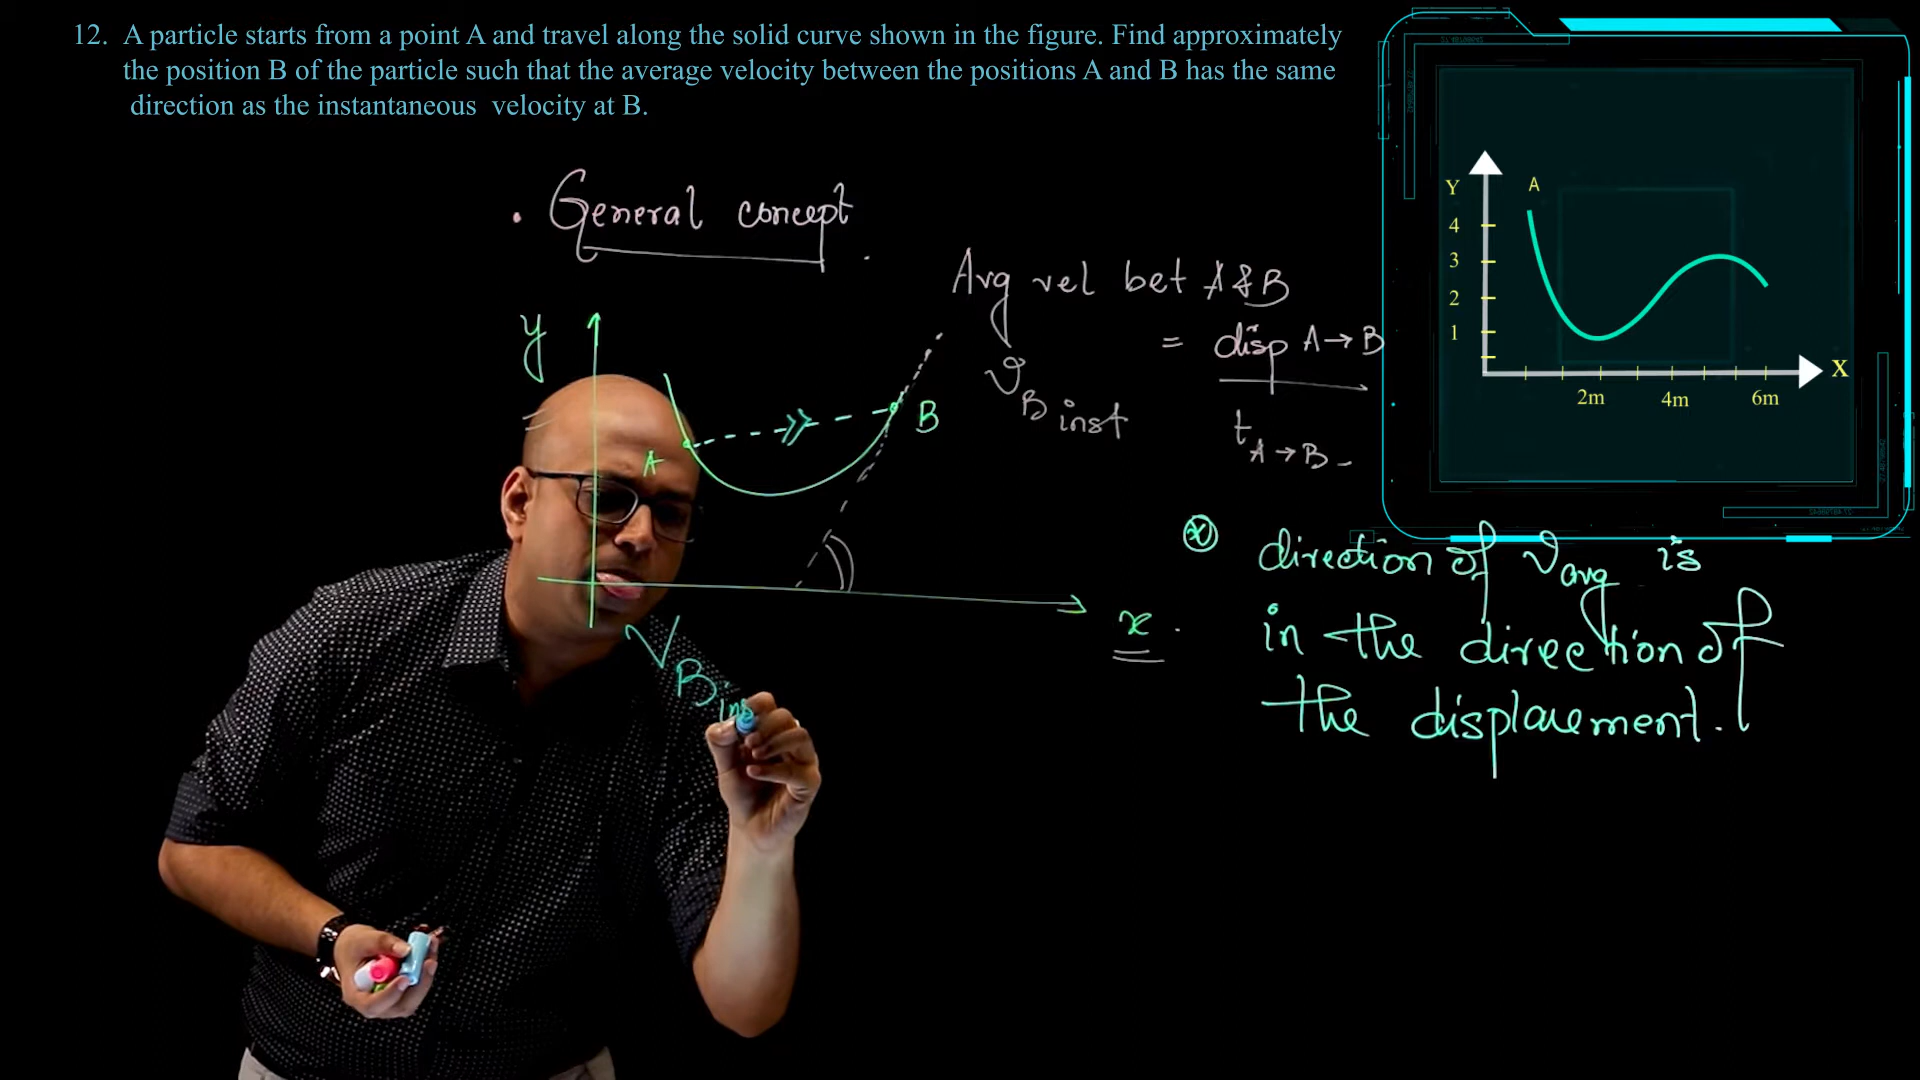 12. A particle starts from a point A and travel along the solid curve shown in the figure. Find approximately
the position B of the particle such that the average velocity between the positions A and B has the same
direction as the instantaneous velocity at B.
• General concept.
Avg vel bet A & B
= disp A→B
t A→B
v B inst
y
A
B
x
V B ins
* direction of v avg is
in the direction of
the displacement.
Y
A
4
3
2
1
X
2m 4m 6m